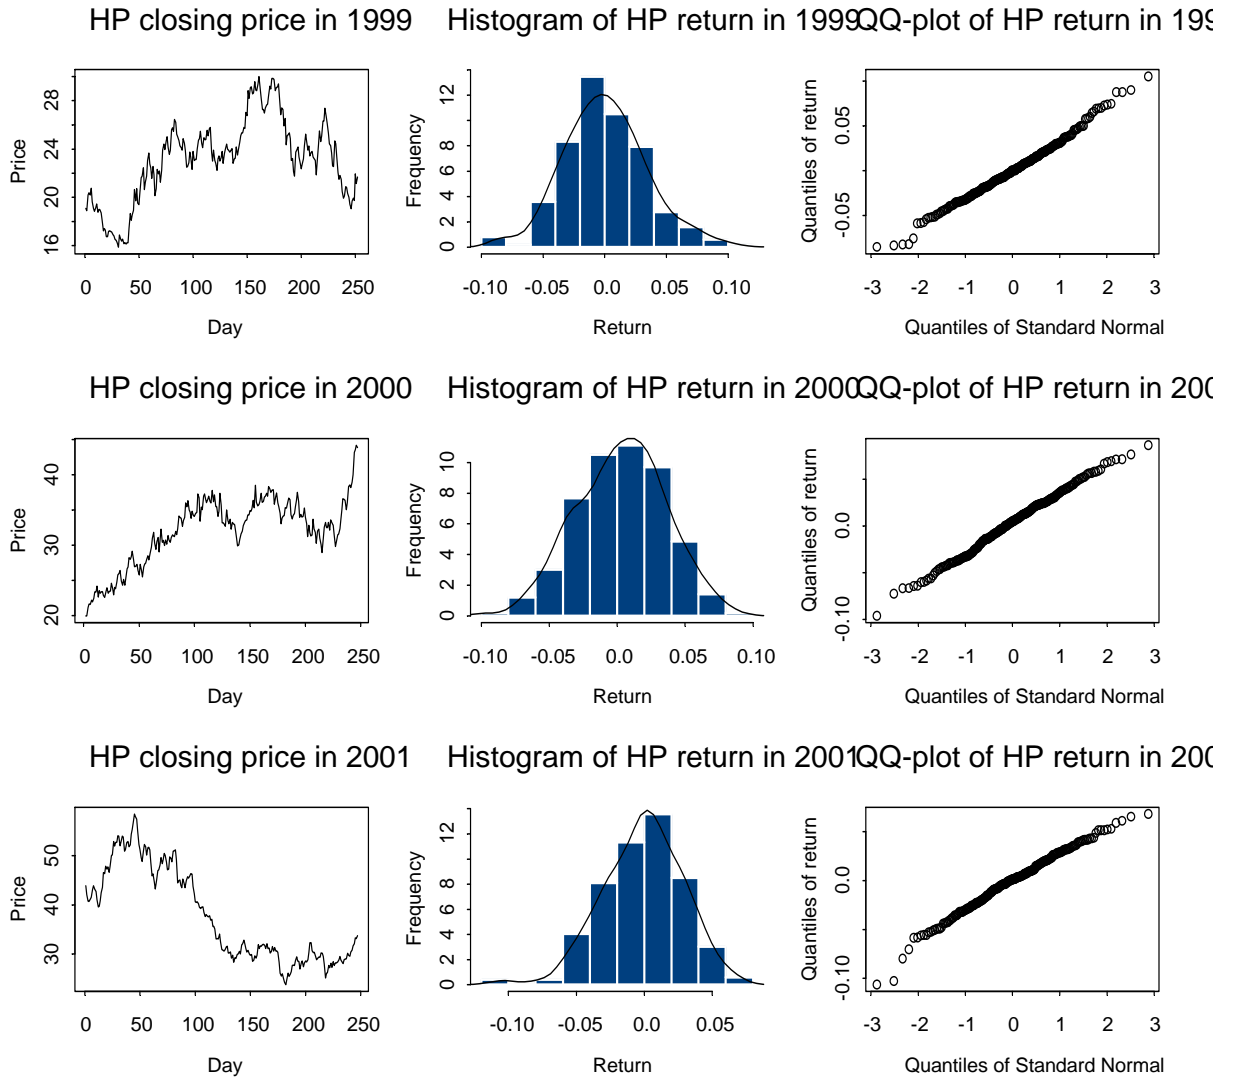 HP closing price in 1999
Price
16 20 24 28
0 50 100 150 200 250
Day
Histogram of HP return in 1999
Frequency
0 2 4 6 8 12
-0.10 -0.05 0.0 0.05 0.10
Return
QQ-plot of HP return in 199
Quantiles of return
-0.05 0.05
-3 -2 -1 0 1 2 3
Quantiles of Standard Normal
HP closing price in 2000
Price
20 30 40
0 50 100 150 200 250
Day
Histogram of HP return in 2000
Frequency
0 2 4 6 8 10
-0.10 -0.05 0.0 0.05 0.10
Return
QQ-plot of HP return in 200
Quantiles of return
-0.10 0.0
-3 -2 -1 0 1 2 3
Quantiles of Standard Normal
HP closing price in 2001
Price
30 40 50
0 50 100 150 200 250
Day
Histogram of HP return in 2001
Frequency
0 2 4 6 8 12
-0.10 -0.05 0.0 0.05
Return
QQ-plot of HP return in 200
Quantiles of return
-0.10 0.0
-3 -2 -1 0 1 2 3
Quantiles of Standard Normal